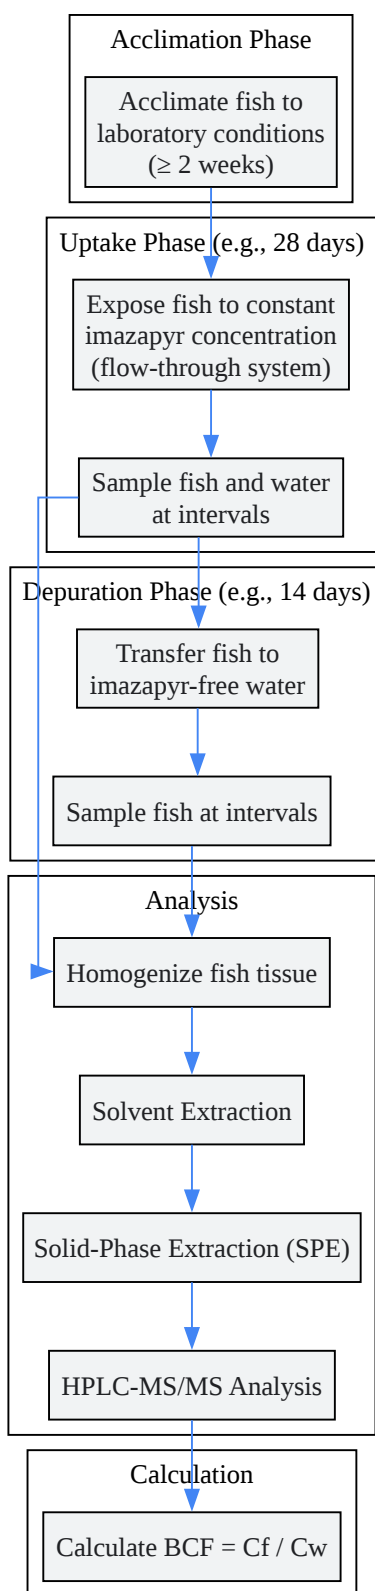 Acclimation Phase
Acclimate fish to
laboratory conditions
(≥ 2 weeks)
Uptake Phase (e.g., 28 days)
Expose fish to constant
imazapyr concentration
(flow-through system)
Sample fish and water
at intervals
Depuration Phase (e.g., 14 days)
Transfer fish to
imazapyr-free water
Sample fish at intervals
Analysis
Homogenize fish tissue
Solvent Extraction
Solid-Phase Extraction (SPE)
HPLC-MS/MS Analysis
Calculation
Calculate BCF = Cf / Cw